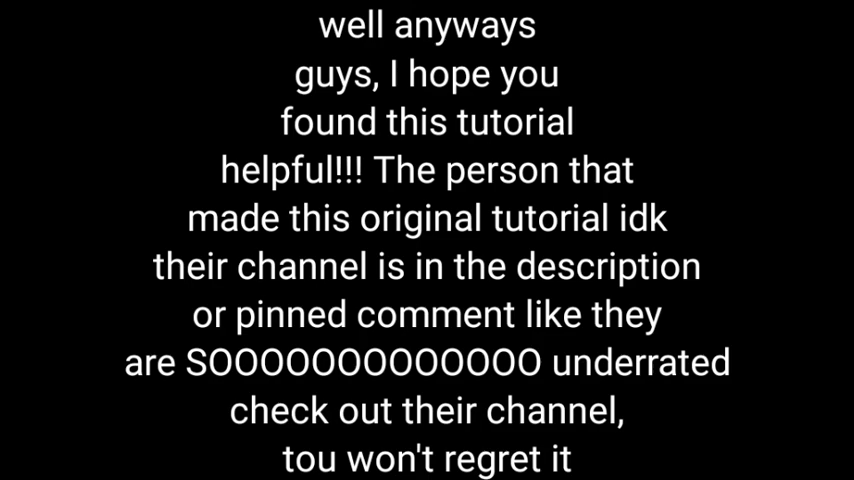 well anyways
guys, I hope you
found this tutorial
helpful!!! The person that
made this original tutorial idk
their channel is in the description
or pinned comment like they
are SOOOOOOOOOOOOO underrated
check out their channel,
tou won't regret it